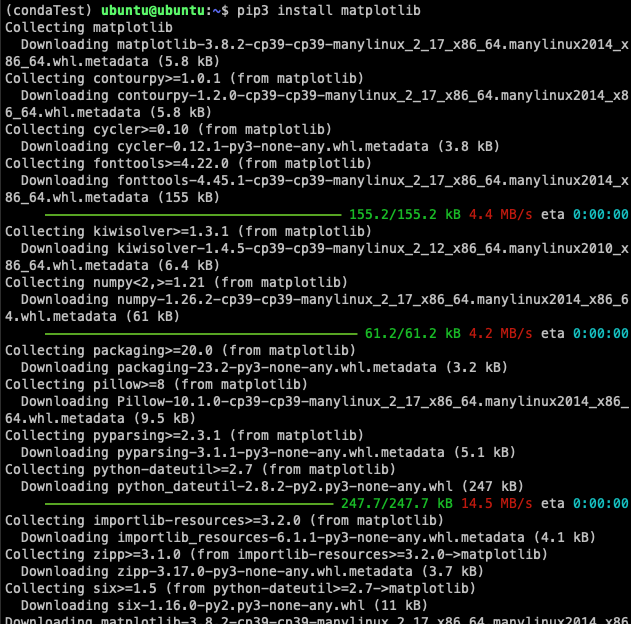 (condaTest) ubuntu@ubuntu:~$ pip3 install matplotlib
Collecting matplotlib
  Downloading matplotlib-3.8.2-cp39-cp39-manylinux_2_17_x86_64.manylinux2014_x
86_64.whl.metadata (5.8 kB)
Collecting contourpy>=1.0.1 (from matplotlib)
  Downloading contourpy-1.2.0-cp39-cp39-manylinux_2_17_x86_64.manylinux2014_x8
6_64.whl.metadata (5.8 kB)
Collecting cycler>=0.10 (from matplotlib)
  Downloading cycler-0.12.1-py3-none-any.whl.metadata (3.8 kB)
Collecting fonttools>=4.22.0 (from matplotlib)
  Downloading fonttools-4.45.1-cp39-cp39-manylinux_2_17_x86_64.manylinux2014_x
86_64.whl.metadata (155 kB)
155.2/155.2 kB 4.4 MB/s eta 0:00:00
Collecting kiwisolver>=1.3.1 (from matplotlib)
  Downloading kiwisolver-1.4.5-cp39-cp39-manylinux_2_12_x86_64.manylinux2010_x
86_64.whl.metadata (6.4 kB)
Collecting numpy<2,>=1.21 (from matplotlib)
  Downloading numpy-1.26.2-cp39-cp39-manylinux_2_17_x86_64.manylinux2014_x86_6
4.whl.metadata (61 kB)
61.2/61.2 kB 4.2 MB/s eta 0:00:00
Collecting packaging>=20.0 (from matplotlib)
  Downloading packaging-23.2-py3-none-any.whl.metadata (3.2 kB)
Collecting pillow>=8 (from matplotlib)
  Downloading Pillow-10.1.0-cp39-cp39-manylinux_2_17_x86_64.manylinux2014_x86_
64.whl.metadata (9.5 kB)
Collecting pyparsing>=2.3.1 (from matplotlib)
  Downloading pyparsing-3.1.1-py3-none-any.whl.metadata (5.1 kB)
Collecting python-dateutil>=2.7 (from matplotlib)
  Downloading python_dateutil-2.8.2-py2.py3-none-any.whl (247 kB)
247.7/247.7 kB 14.5 MB/s eta 0:00:00
Collecting importlib-resources>=3.2.0 (from matplotlib)
  Downloading importlib_resources-6.1.1-py3-none-any.whl.metadata (4.1 kB)
Collecting zipp>=3.1.0 (from importlib-resources>=3.2.0->matplotlib)
  Downloading zipp-3.17.0-py3-none-any.whl.metadata (3.7 kB)
Collecting six>=1.5 (from python-dateutil>=2.7->matplotlib)
  Downloading six-1.16.0-py2.py3-none-any.whl (11 kB)
Downloading matplotlib-3.8.2-cp39-cp39-manylinux_2_17_x86_64.manylinux2014_x86